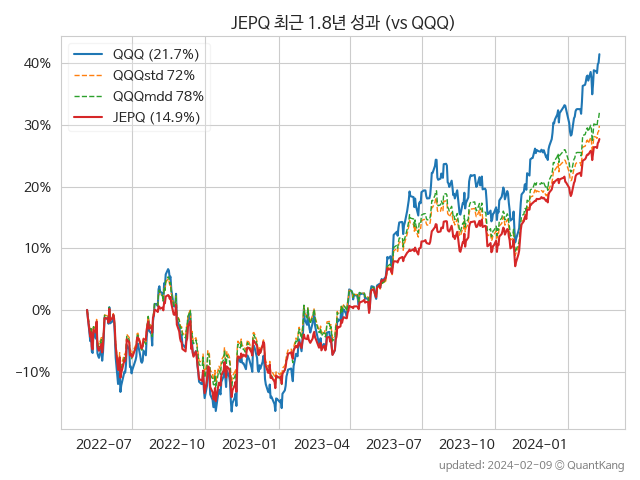 JEPQ 최근 1.8년 성과 (vs QQQ)
QQQ (21.7%)
QQQstd 72%
QQQmdd 78%
JEPQ (14.9%)
40%
30%
20%
10%
0%
−10%
2022-07 2022-10 2023-01 2023-04 2023-07 2023-10 2024-01
updated: 2024-02-09 © QuantKang